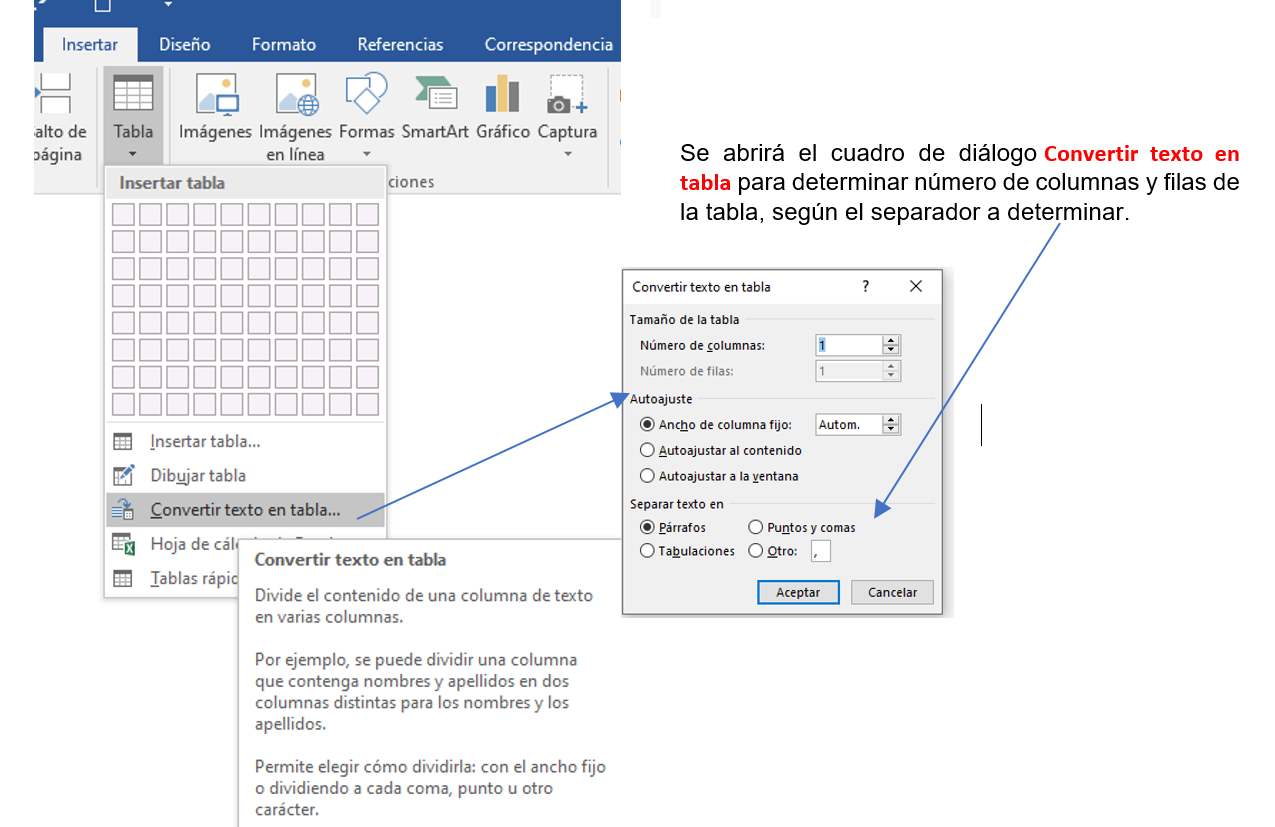 Insertar Diseño Formato Referencias Correspondencia
alto de
página
Tabla
Imágenes
Imágenes
en línea
Formas
SmartArt
Gráfico
Captura
ciones
Insertar tabla
Insertar tabla...
Dibujar tabla
Convertir texto en tabla...
Hoja de cál
Tablas rápid
Convertir texto en tabla
Divide el contenido de una columna de texto
en varias columnas.
Por ejemplo, se puede dividir una columna
que contenga nombres y apellidos en dos
columnas distintas para los nombres y los
apellidos.
Permite elegir cómo dividirla: con el ancho fijo
o dividiendo a cada coma, punto u otro
carácter.
Se abrirá el cuadro de diálogo Convertir texto en
tabla para determinar número de columnas y filas de
la tabla, según el separador a determinar.
Convertir texto en tabla ?
Tamaño de la tabla
Número de columnas: 1
Número de filas: 1
Autoajuste
Ancho de columna fijo: Autom.
Autoajustar al contenido
Autoajustar a la ventana
Separar texto en
Párrafos Puntos y comas
Tabulaciones Otro: ,
Aceptar Cancelar